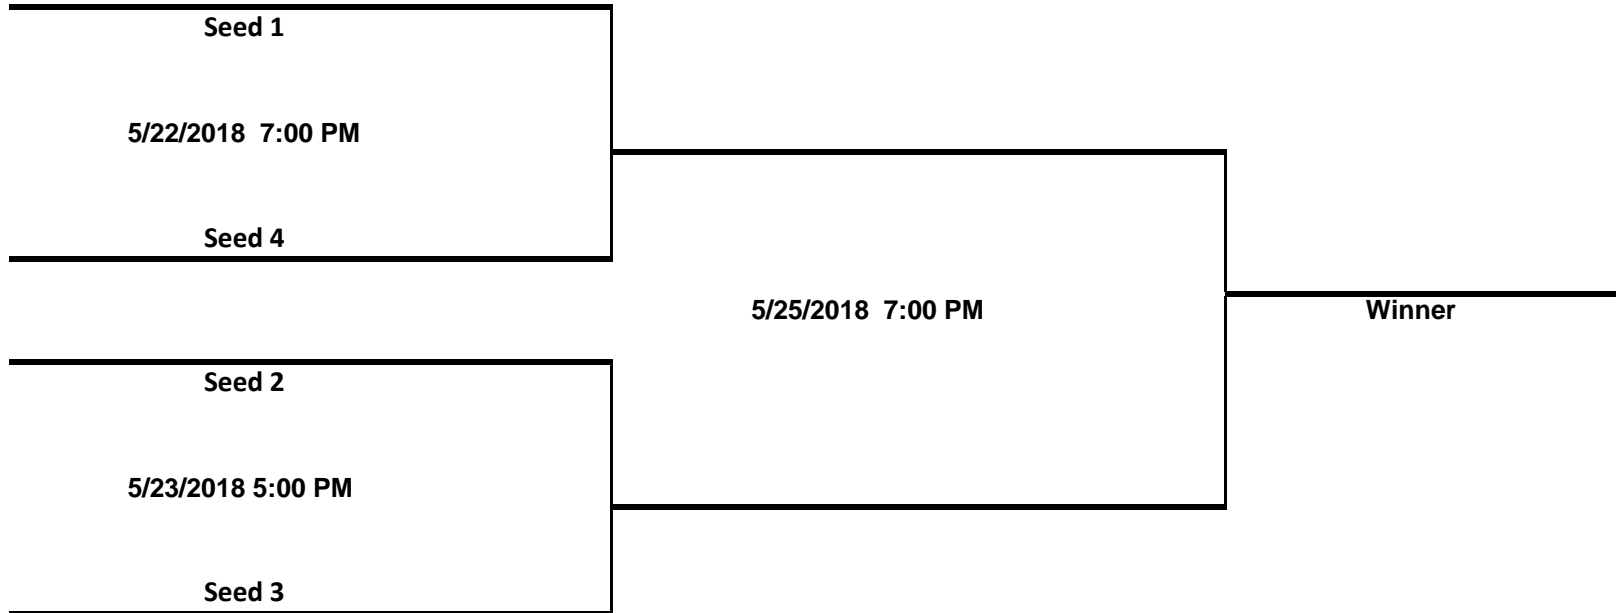 Seed 1
5/22/2018  7:00 PM
Seed 4
5/25/2018  7:00 PM
Winner
Seed 2
5/23/2018 5:00 PM
Seed 3